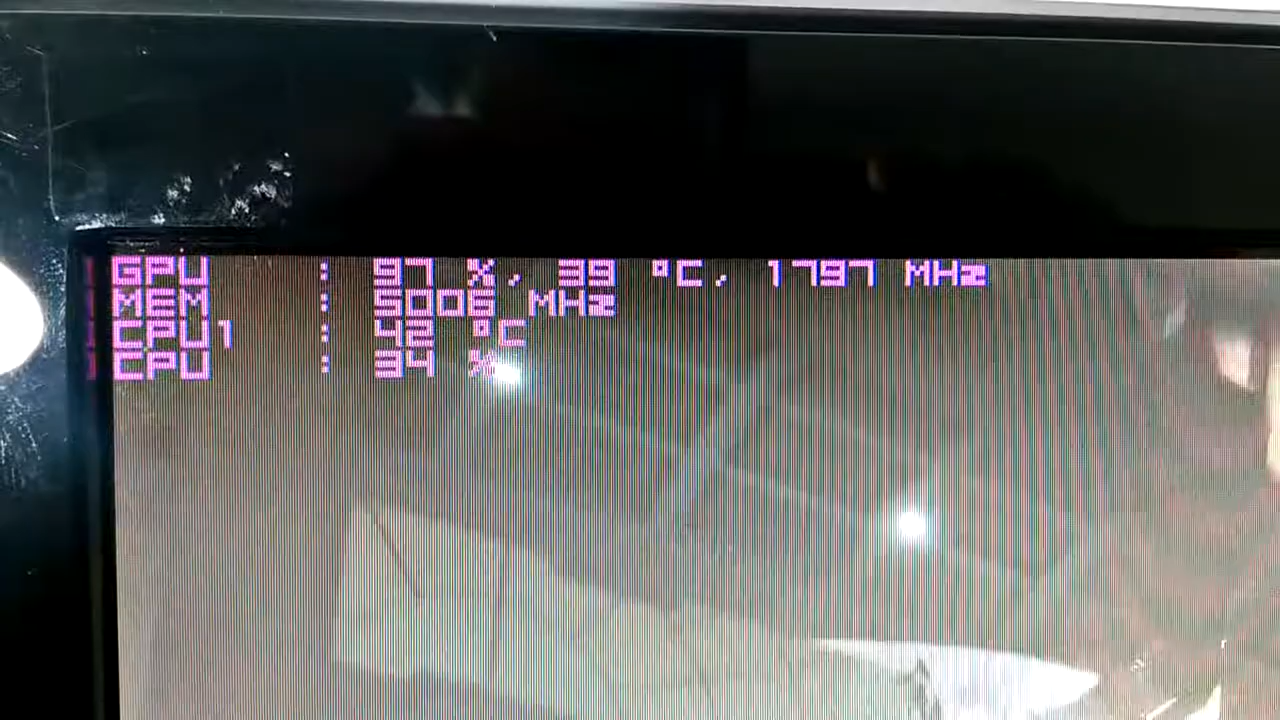 GPU : 97 %, 39 °C, 1797 MHz
MEM : 5006 MHz
CPU1 : 42 °C
CPU : 34 %